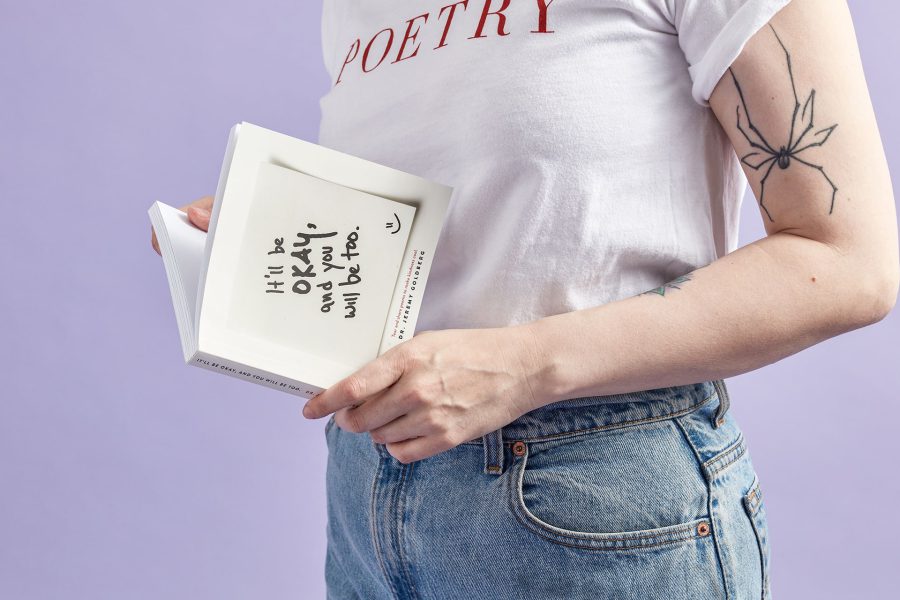 POETRY
It'll be
OKAY,
and you
will be too.
DR. JEREMY GOLDBERG
IT'LL BE OKAY, AND YOU WILL BE TOO.